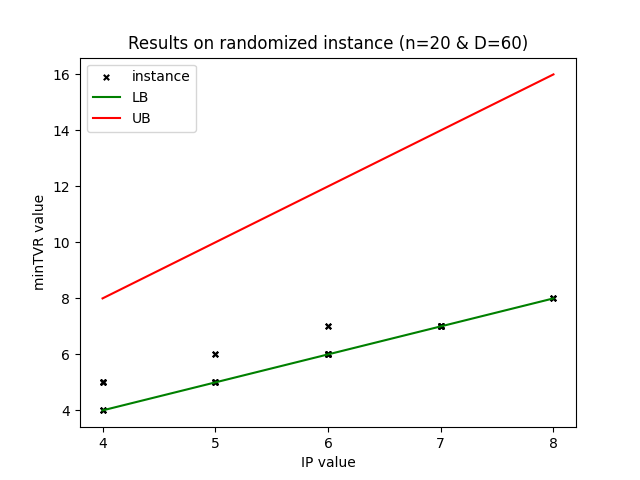 Results on randomized instance (n=20 & D=60)
instance
LB
UB
16
14
12
10
8
6
4
minTVR value
4 5 6 7 8
IP value